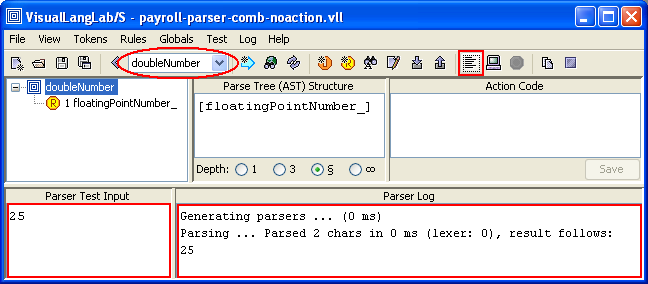 VisualLangLab/S - payroll-parser-comb-noaction.vll
File View Tokens Rules Globals Test Log Help
doubleNumber
doubleNumber
R 1 floatingPointNumber_
Parse Tree (AST) Structure
[floatingPointNumber_]
Depth: 1 3 § ∞
Action Code
Save
Parser Test Input
25
Parser Log
Generating parsers ... (0 ms)
Parsing ... Parsed 2 chars in 0 ms (lexer: 0), result follows:
25